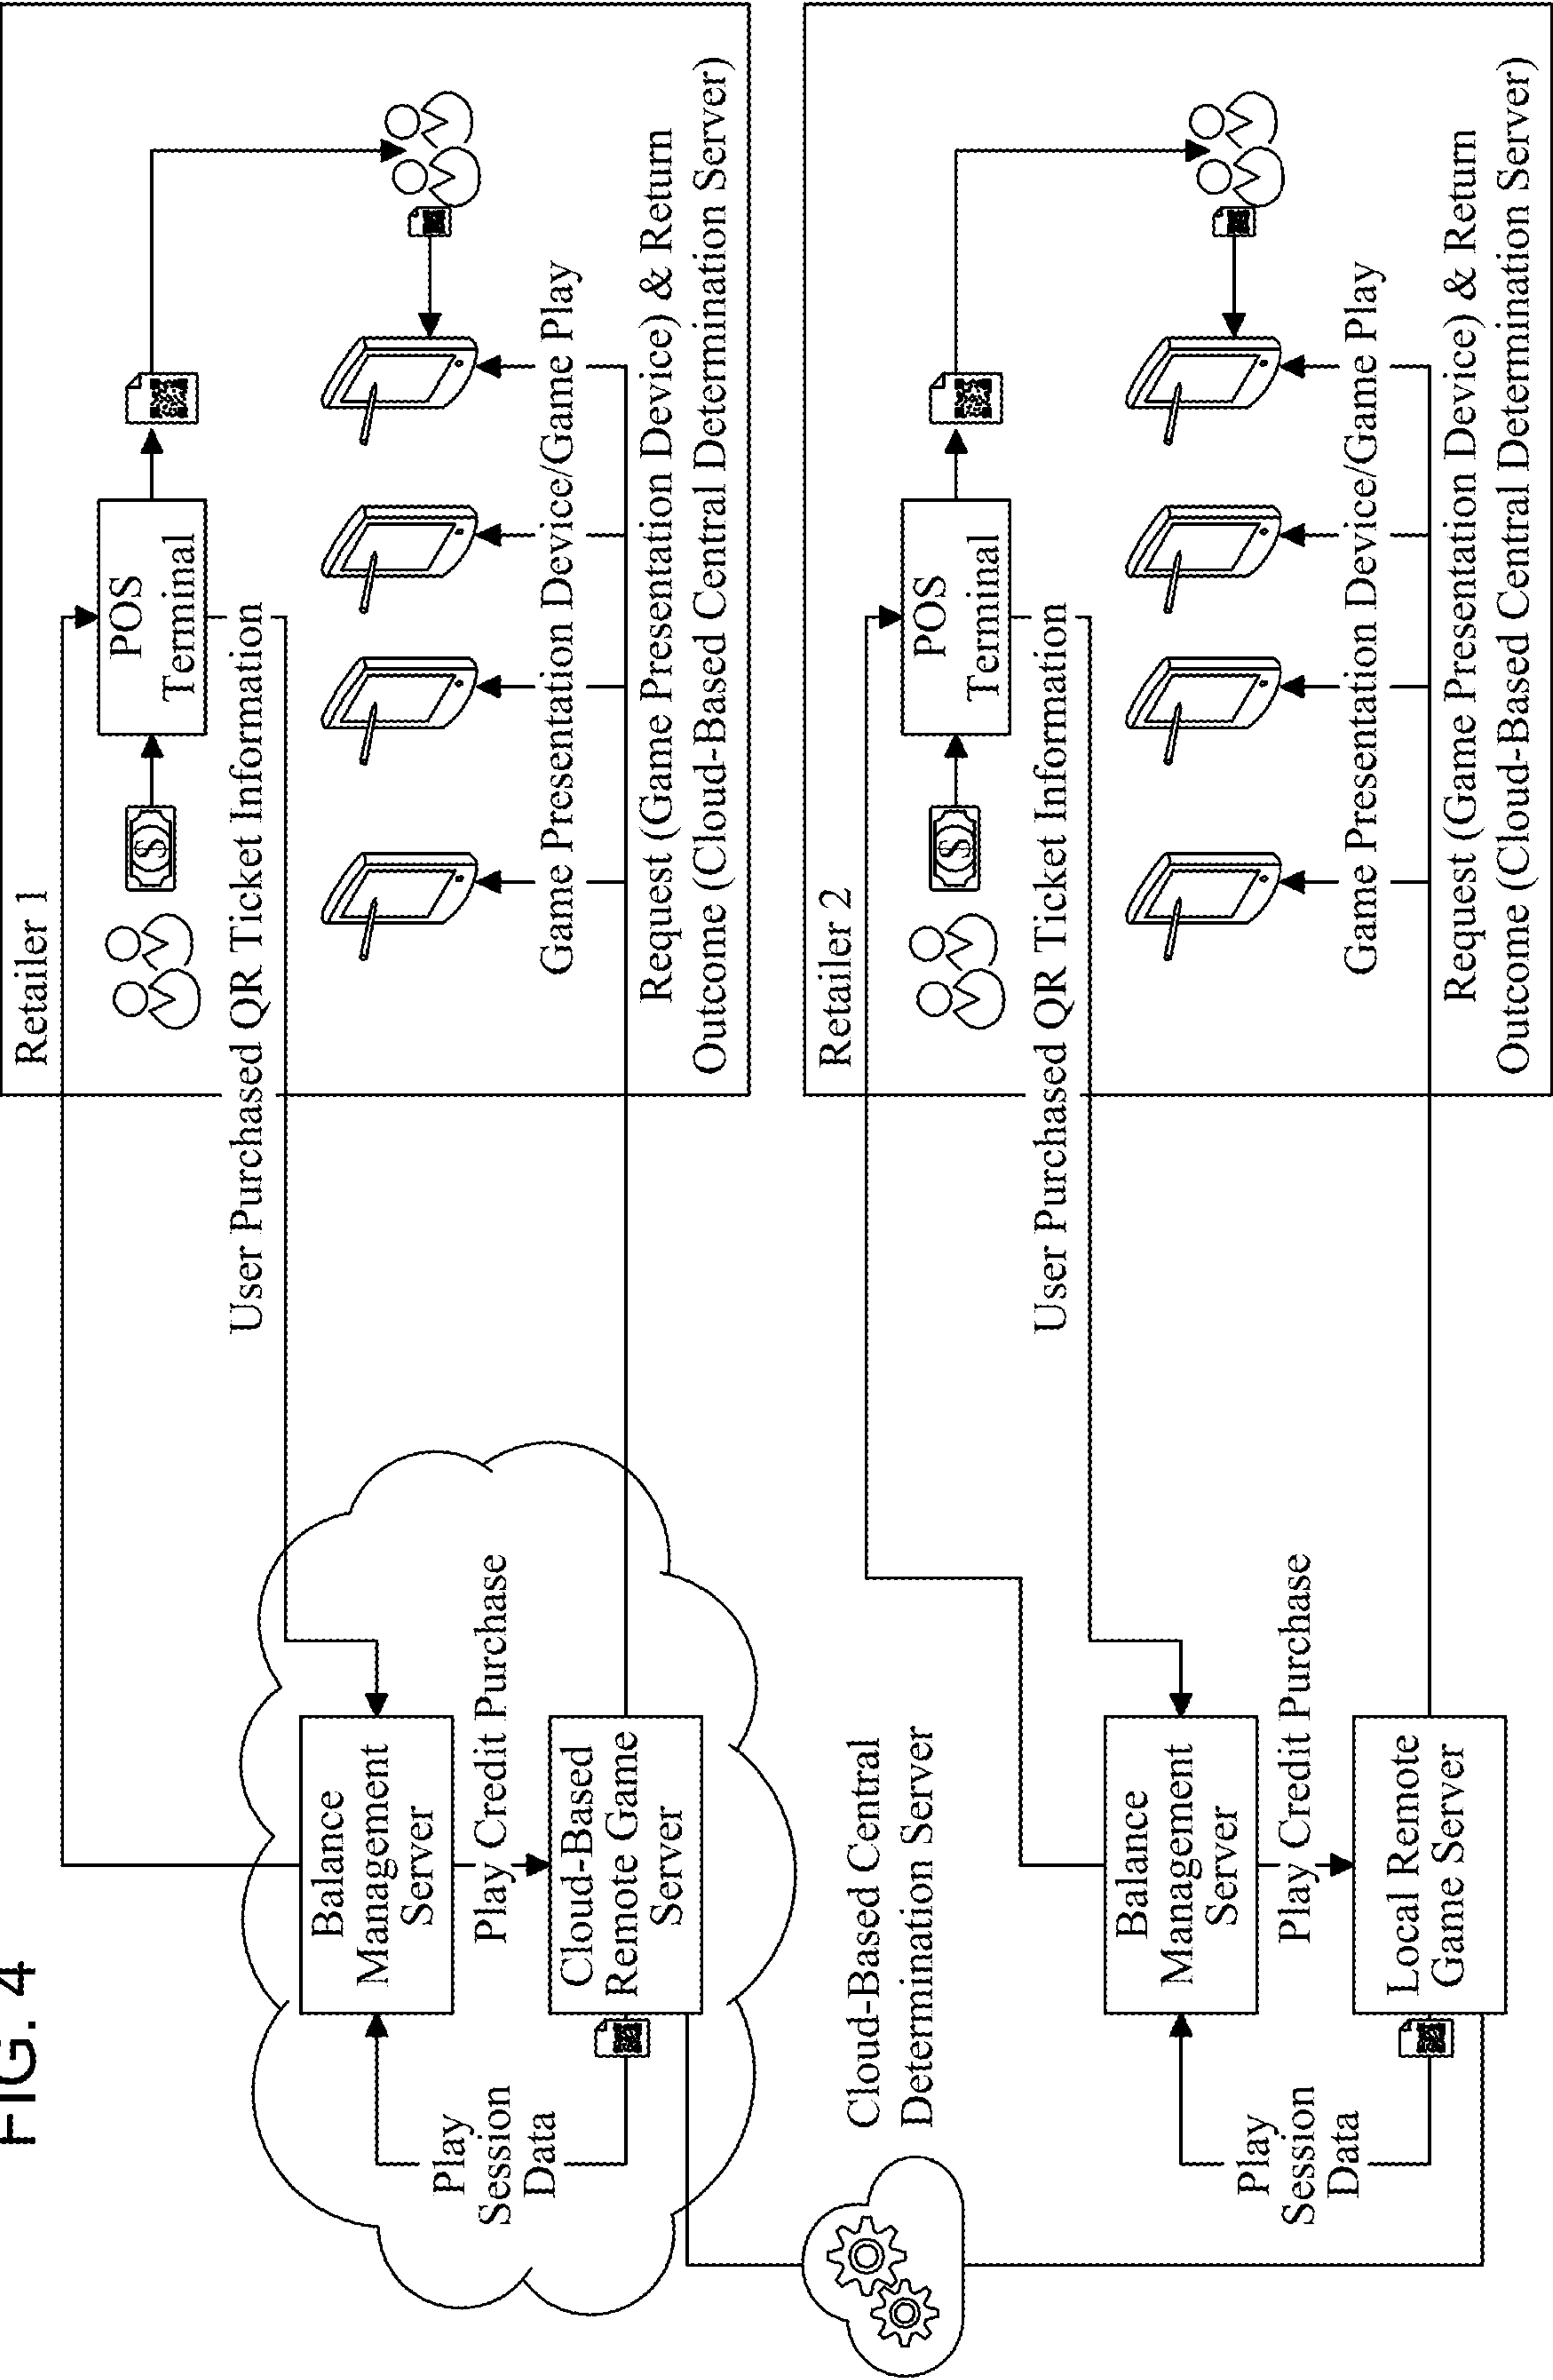 FIG. 4
Retailer 1
POS
Terminal
$
User Purchased QR Ticket Information
Game Presentation Device/Game Play
Request (Game Presentation Device) & Return
Outcome (Cloud-Based Central Determination Server)
Balance
Management
Server
Play Credit Purchase
Cloud-Based
Remote Game
Server
Play
Session
Data
Cloud-Based Central
Determination Server
Retailer 2
POS
Terminal
$
User Purchased QR Ticket Information
Game Presentation Device/Game Play
Request (Game Presentation Device) & Return
Outcome (Cloud-Based Central Determination Server)
Balance
Management
Server
Play Credit Purchase
Local Remote
Game Server
Play
Session
Data